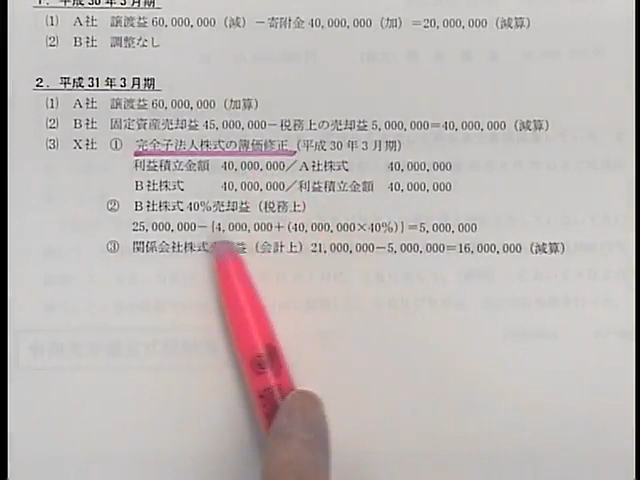 1．平成30年3月期
(1) A社 譲渡益 60,000,000（減）－寄附金 40,000,000（加）＝20,000,000（減算）
(2) B社 調整なし
2．平成31年3月期
(1) A社 譲渡益 60,000,000（加算）
(2) B社 固定資産売却益 45,000,000－税務上の売却益 5,000,000＝40,000,000（減算）
(3) X社 ① 完全子法人株式の簿価修正（平成30年3月期）
利益積立金額 40,000,000／A社株式 40,000,000
B社株式 40,000,000／利益積立金額 40,000,000
② B社株式40％売却益（税務上）
25,000,000－{4,000,000＋(40,000,000×40％)}＝5,000,000
③ 関係会社株式 益（会計上）21,000,000－5,000,000＝16,000,000（減算）